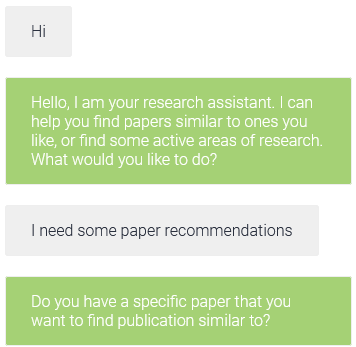 Hi
Hello, I am your research assistant. I can
help you find papers similar to ones you
like, or find some active areas of research.
What would you like to do?
I need some paper recommendations
Do you have a specific paper that you
want to find publication similar to?